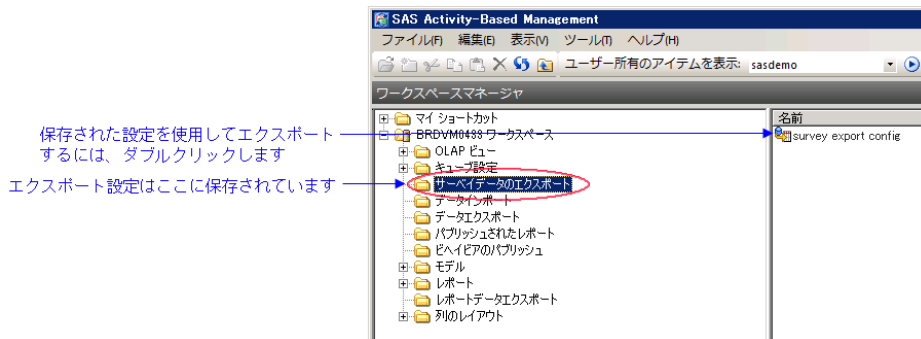 SAS Activity-Based Management
ファイル(F) 編集(E) 表示(V) ツール(T) ヘルプ(H)
ユーザー所有のアイテムを表示: sasdemo
ワークスペースマネージャ
マイ ショートカット
BRDVM0433 ワークスペース
OLAP ビュー
キューブ設定
サーベイデータのエクスポート
データインポート
データエクスポート
パブリッシュされたレポート
ビヘイビアのパブリッシュ
モデル
レポート
レポートデータエクスポート
列のレイアウト
名前
survey export config
保存された設定を使用してエクスポート
するには、ダブルクリックします
エクスポート設定はここに保存されています